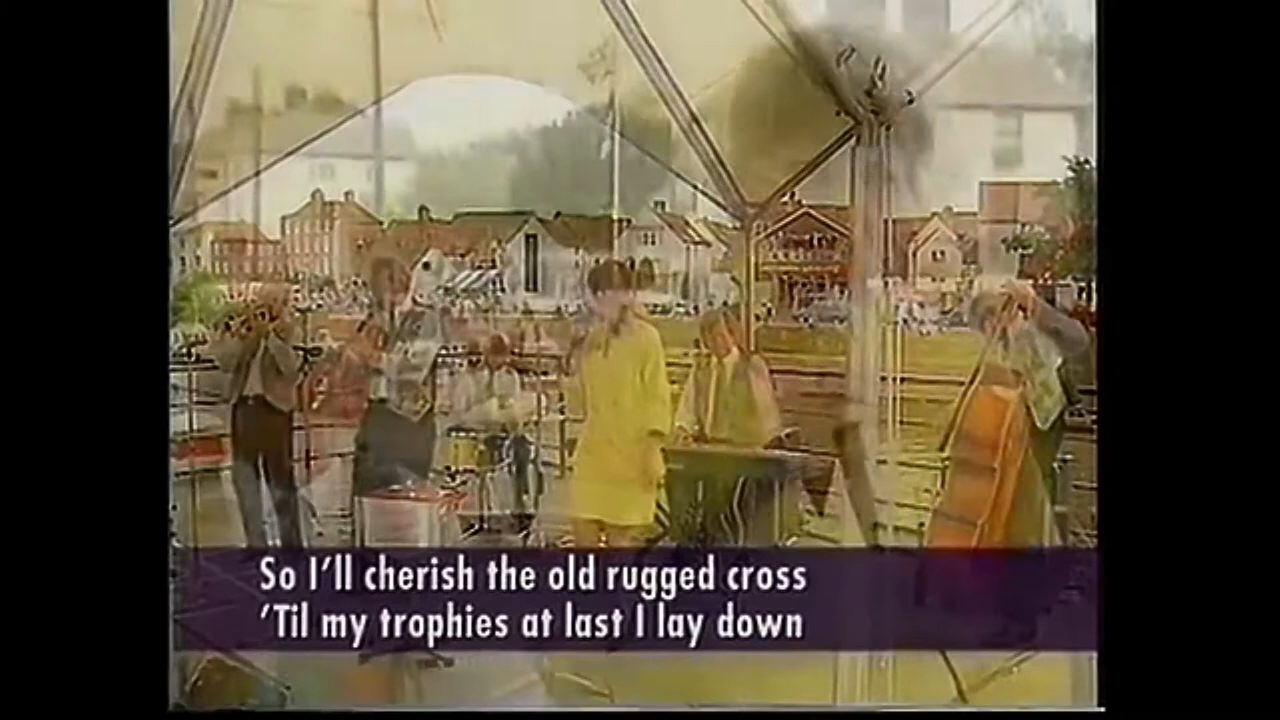 So I'll cherish the old rugged cross
'Til my trophies at last I lay down